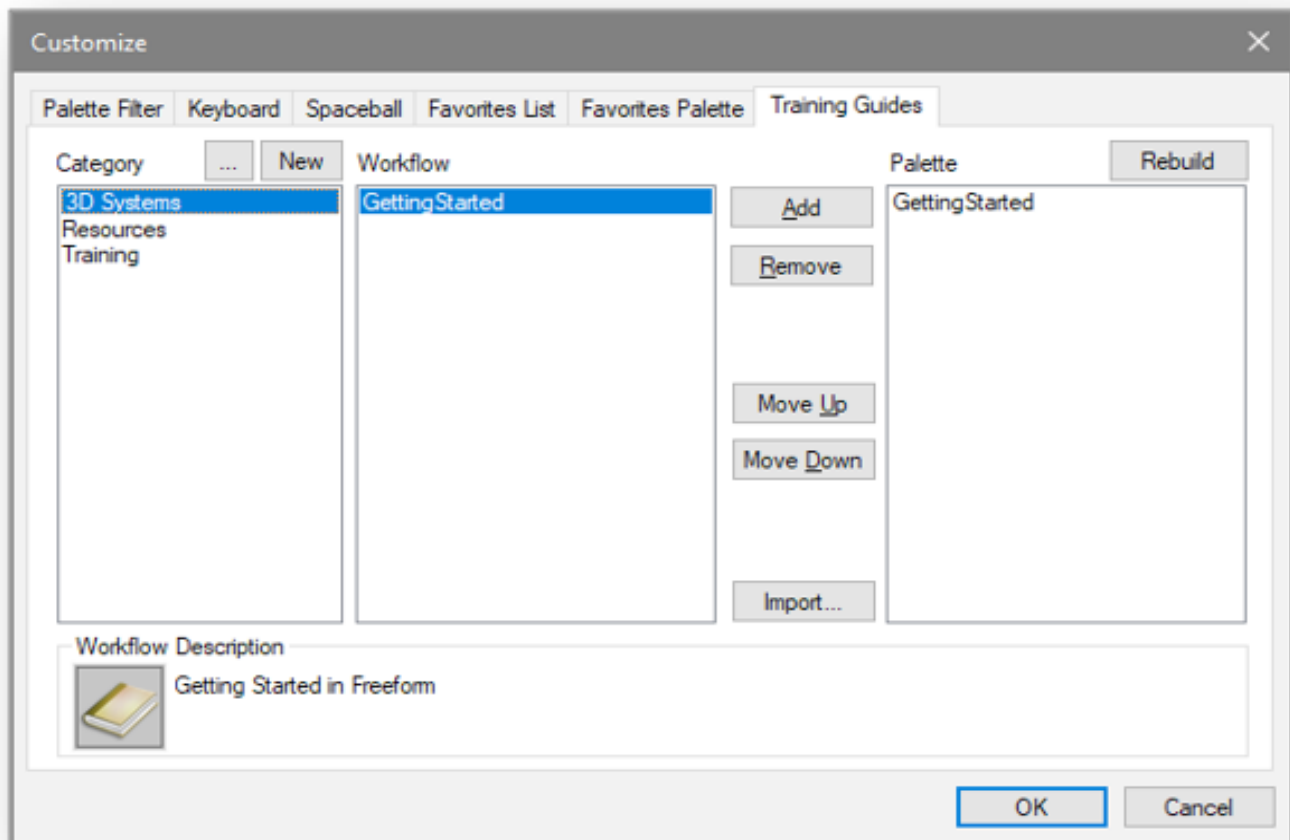 Customize
Palette Filter Keyboard Spaceball Favorites List Favorites Palette Training Guides
Category ... New Workflow Palette Rebuild
3D Systems GettingStarted Add GettingStarted
Resources
Training
Remove
Move Up
Move Down
Import...
Workflow Description
Getting Started in Freeform
OK Cancel